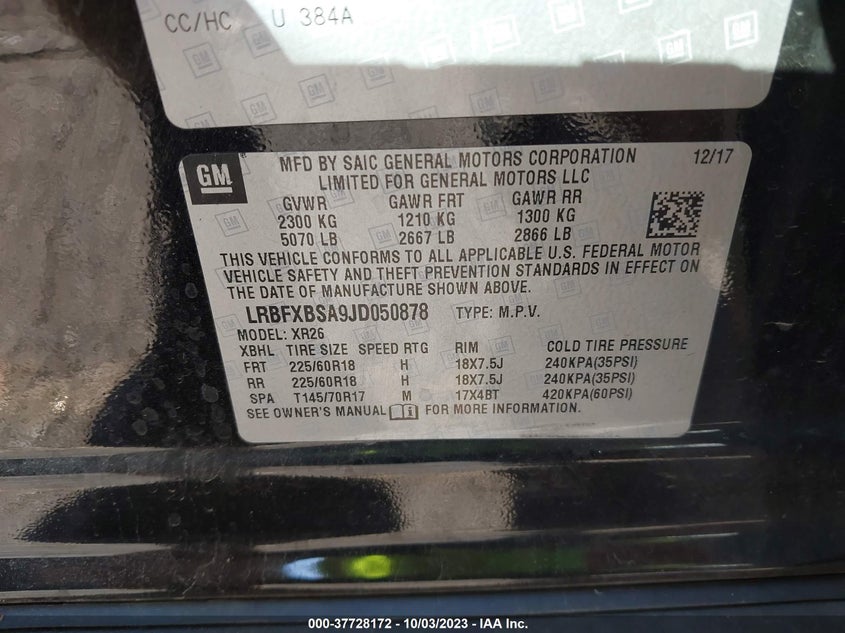 CC/HC U 384A
GM
MFD BY SAIC GENERAL MOTORS CORPORATION 12/17
LIMITED FOR GENERAL MOTORS LLC
GVWR GAWR FRT GAWR RR
2300 KG 1210 KG 1300 KG
5070 LB 2667 LB 2866 LB
THIS VEHICLE CONFORMS TO ALL APPLICABLE U.S. FEDERAL MOTOR
VEHICLE SAFETY AND THEFT PREVENTION STANDARDS IN EFFECT ON
THE DATE OF MANUFACTURE SHOWN ABOVE.
LRBFXBSA9JD050878 TYPE: M.P.V.
MODEL: XR26
XBHL TIRE SIZE SPEED RTG RIM COLD TIRE PRESSURE
FRT 225/60R18 H 18X7.5J 240KPA(35PSI)
RR 225/60R18 H 18X7.5J 240KPA(35PSI)
SPA T145/70R17 M 17X4BT 420KPA(60PSI)
SEE OWNER'S MANUAL FOR MORE INFORMATION.
000-37728172 - 10/03/2023 - IAA Inc.